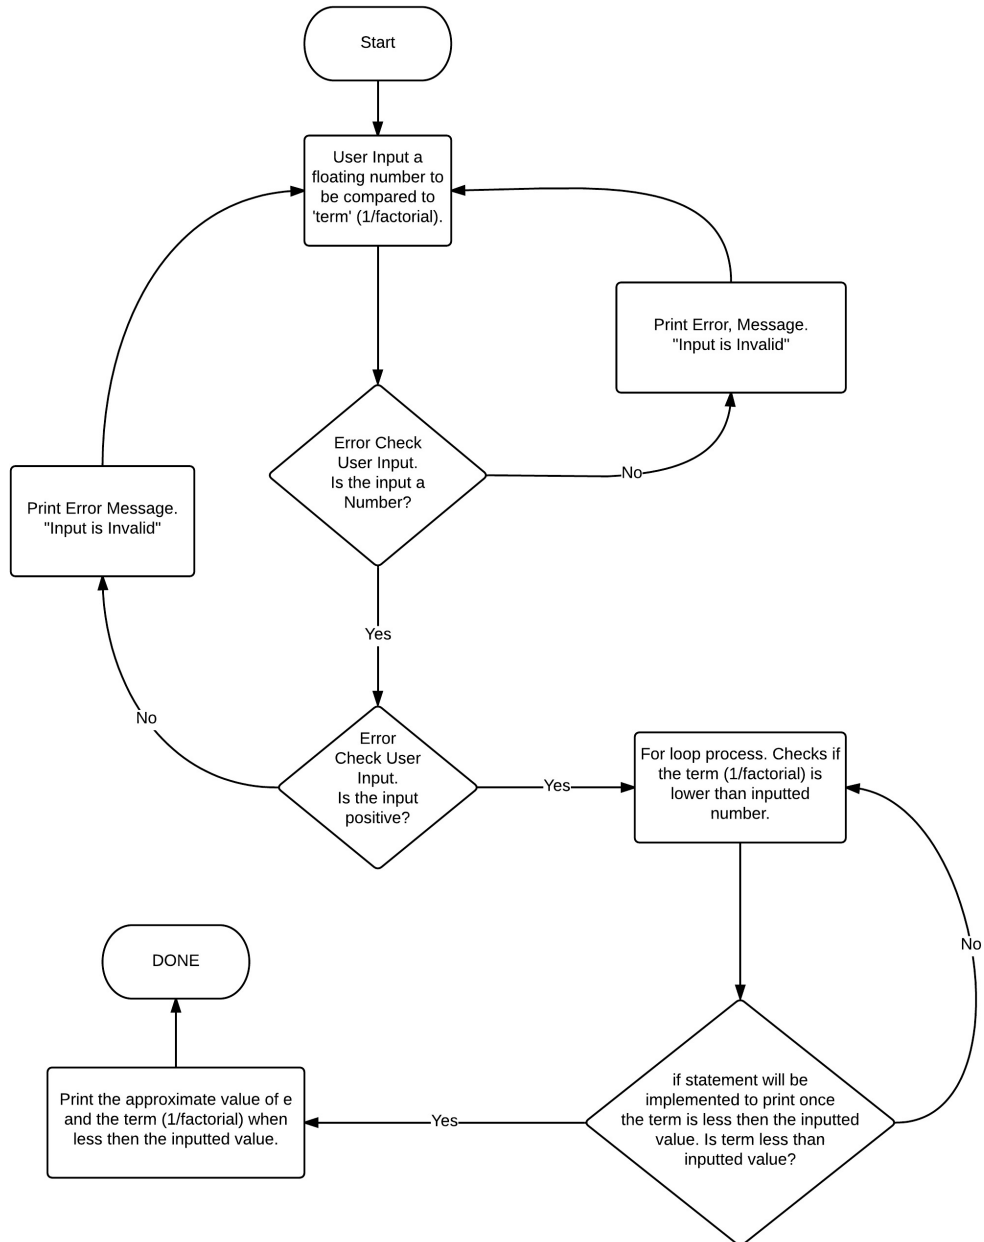 Start
User Input a
floating number to
be compared to
'term' (1/factorial).
Print Error, Message.
"Input is Invalid"
Error Check
User Input.
Is the input a
Number?
No
Print Error Message.
"Input is Invalid"
Yes
No
Error
Check User
Input.
Is the input
positive?
Yes
For loop process. Checks if
the term (1/factorial) is
lower than inputted
number.
No
DONE
if statement will be
implemented to print once
the term is less then the inputted
value. Is term less than
inputted value?
Yes
Print the approximate value of e
and the term (1/factorial) when
less then the inputted value.